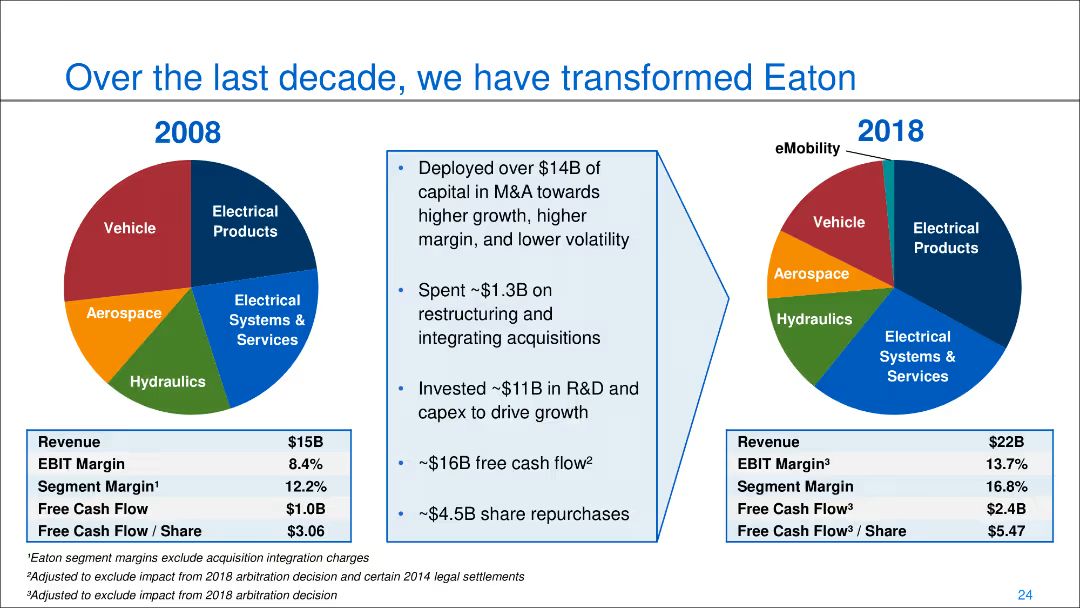 Over the last decade, we have transformed Eaton
2008
Vehicle
Electrical
Products
Aerospace
Electrical
Systems &
Services
Hydraulics
Revenue $15B
EBIT Margin 8.4%
Segment Margin¹ 12.2%
Free Cash Flow $1.0B
Free Cash Flow / Share $3.06
• Deployed over $14B of
capital in M&A towards
higher growth, higher
margin, and lower volatility
• Spent ~$1.3B on
restructuring and
integrating acquisitions
• Invested ~$11B in R&D and
capex to drive growth
• ~$16B free cash flow²
• ~$4.5B share repurchases
2018
eMobility
Vehicle
Electrical
Products
Aerospace
Hydraulics
Electrical
Systems &
Services
Revenue $22B
EBIT Margin³ 13.7%
Segment Margin 16.8%
Free Cash Flow³ $2.4B
Free Cash Flow³ / Share $5.47
¹Eaton segment margins exclude acquisition integration charges
²Adjusted to exclude impact from 2018 arbitration decision and certain 2014 legal settlements
³Adjusted to exclude impact from 2018 arbitration decision
24